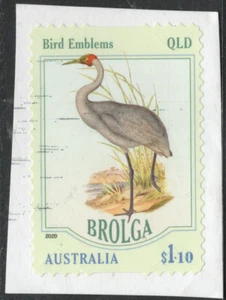 Bird Emblems QLD
2020
BROLGA
AUSTRALIA $1·10